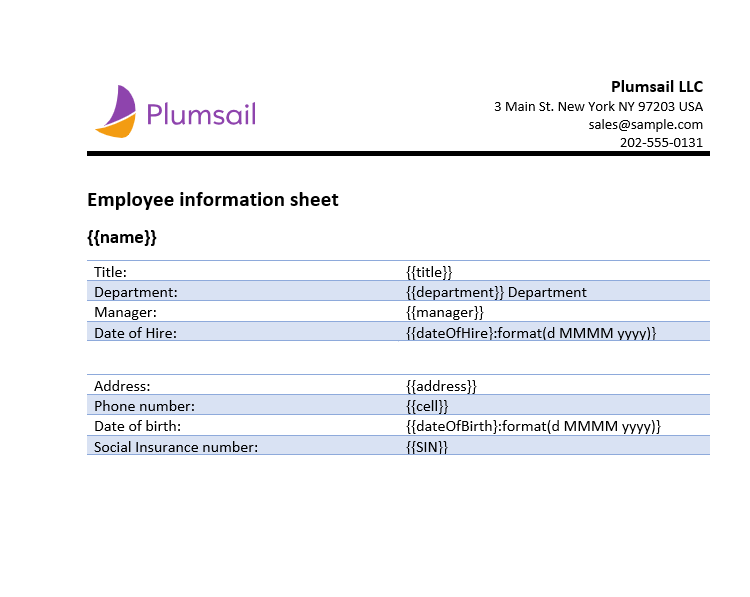 Plumsail
Plumsail LLC
3 Main St. New York NY 97203 USA
sales@sample.com
202-555-0131
Employee information sheet
{{name}}
Title: {{title}}
Department: {{department}} Department
Manager: {{manager}}
Date of Hire: {{dateOfHire}:format(d MMMM yyyy)}
Address: {{address}}
Phone number: {{cell}}
Date of birth: {{dateOfBirth}:format(d MMMM yyyy)}
Social Insurance number: {{SIN}}